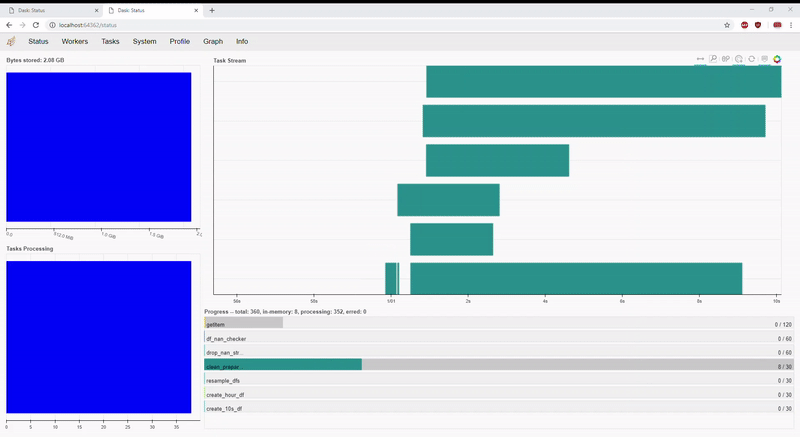 Dask: Status
Dask: Status
localhost:64362/status
Status Workers Tasks System Profile Graph Info
Bytes stored: 2.08 GB
Task Stream
0.0 512.0 MiB 1.0 GiB 1.5 GiB
Tasks Processing
50s 50s 1/01 2s 4s 6s 8s 10s
Progress -- total: 360, in-memory: 8, processing: 352, erred: 0
getitem 0 / 120
df_nan_checker 0 / 60
drop_nan_str... 0 / 60
clean_prepar... 8 / 30
resample_dfs 0 / 30
create_hour_df 0 / 30
create_10s_df 0 / 30
0 5 10 15 20 25 30 35